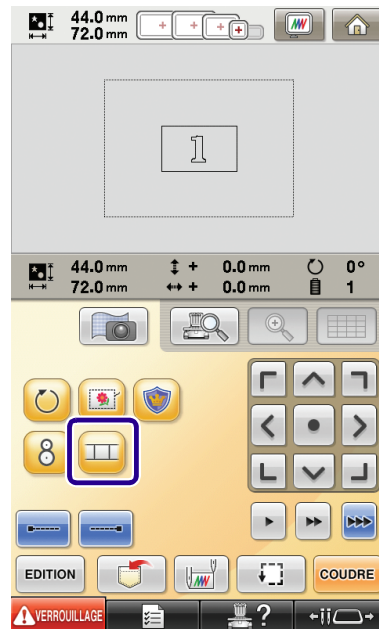 44.0 mm
72.0 mm
1
44.0 mm + 0.0 mm 0°
72.0 mm + 0.0 mm 1
8
EDITION COUDRE
VERROUILLAGE ?